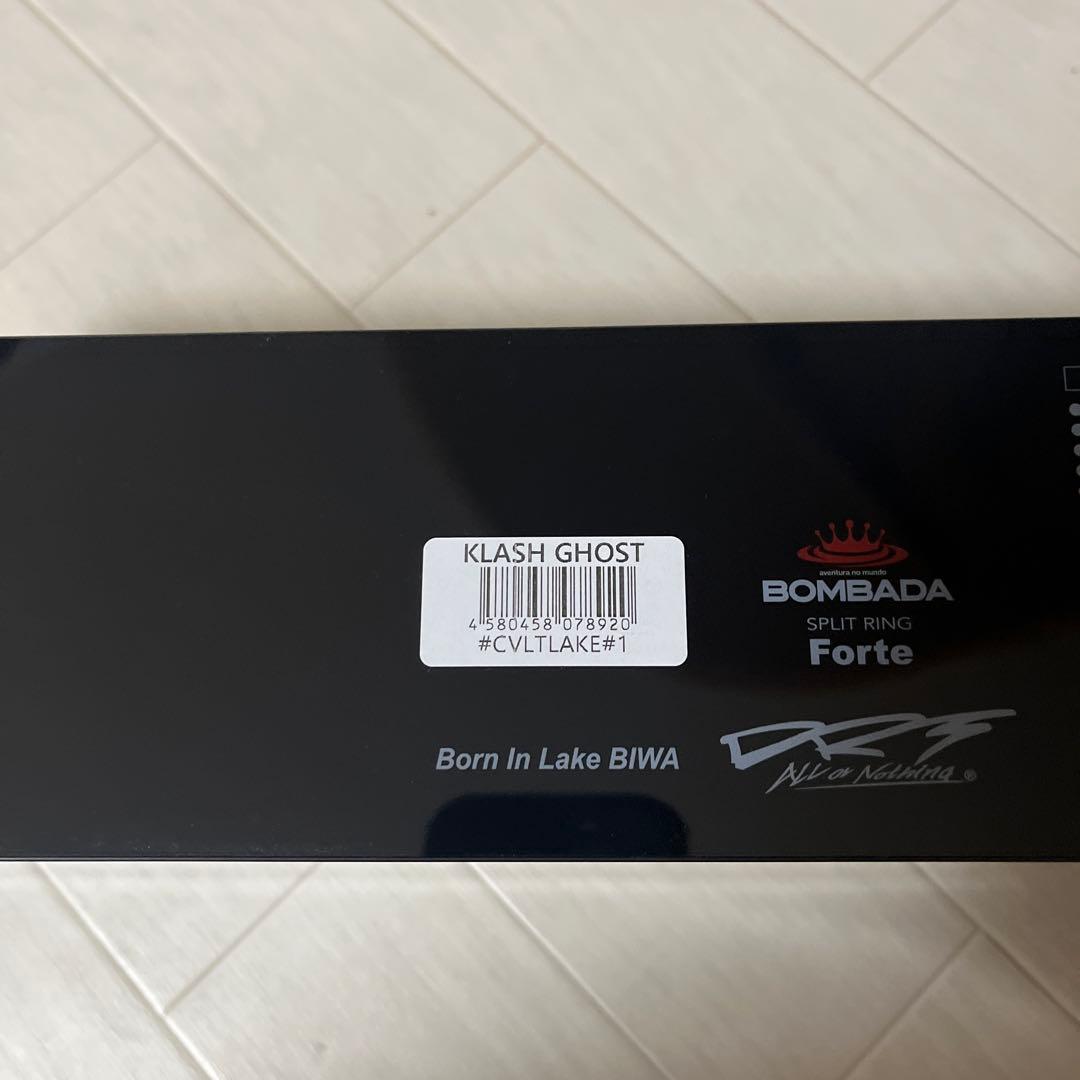 KLASH GHOST
4 580458 078920
#CVLTLAKE#1
aventura no mundo
BOMBADA
SPLIT RING
Forte
Born In Lake BIWA
DRT
ALL or Nothing ®